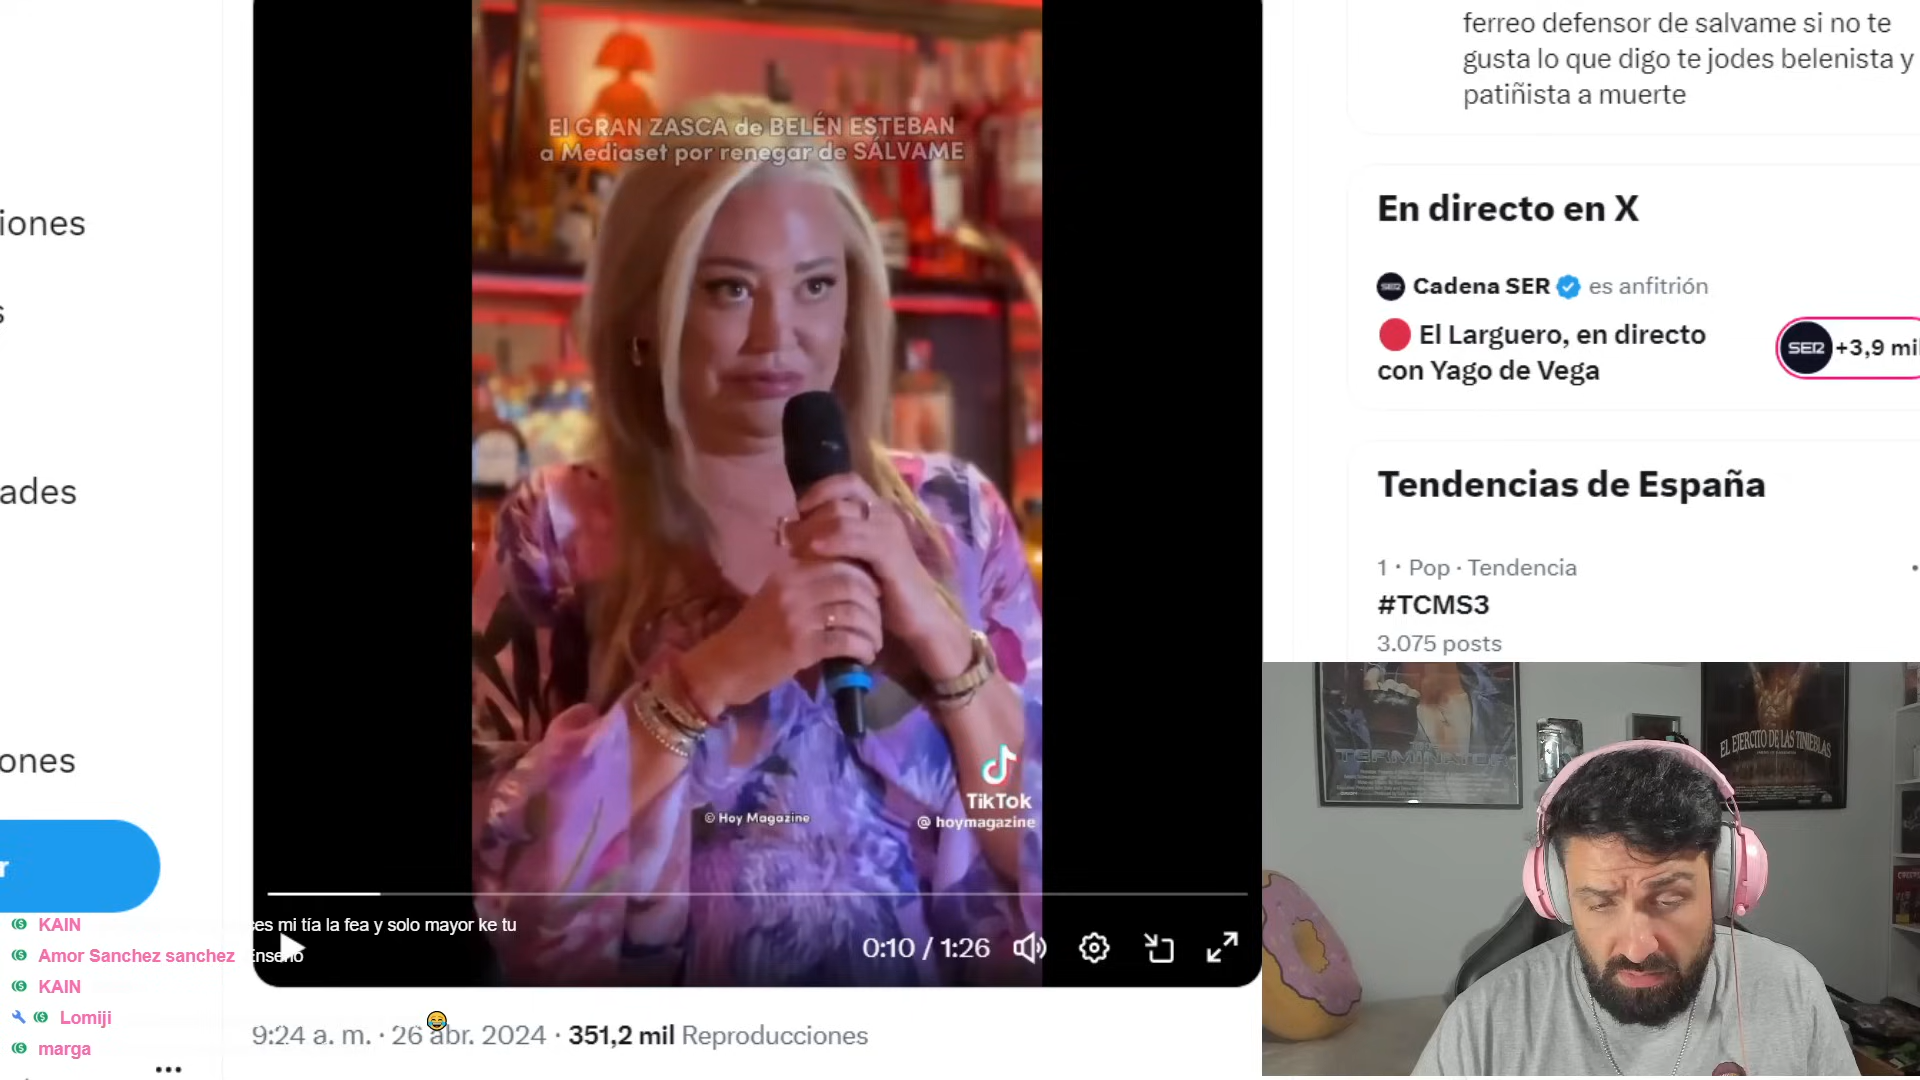 iones
s
ades
ones
r
El GRAN ZASCA de BELÉN ESTEBAN
a Mediaset por renegar de SÁLVAME
TikTok
@ hoymagazine
© Hoy Magazine
0:10 / 1:26
9:24 a. m. · 26 abr. 2024 · 351,2 mil Reproducciones
KAIN
ces mi tía la fea y solo mayor ke tu
Amor Sanchez sanchez
Enseño
KAIN
Lomiji
marga
ferreo defensor de salvame si no te
gusta lo que digo te jodes belenista y
patiñista a muerte
En directo en X
SER
Cadena SER es anfitrión
El Larguero, en directo
con Yago de Vega
SER +3,9 mil
Tendencias de España
1 · Pop · Tendencia
#TCMS3
3.075 posts
TERMINATOR
EL EJERCITO DE LAS TINIEBLAS